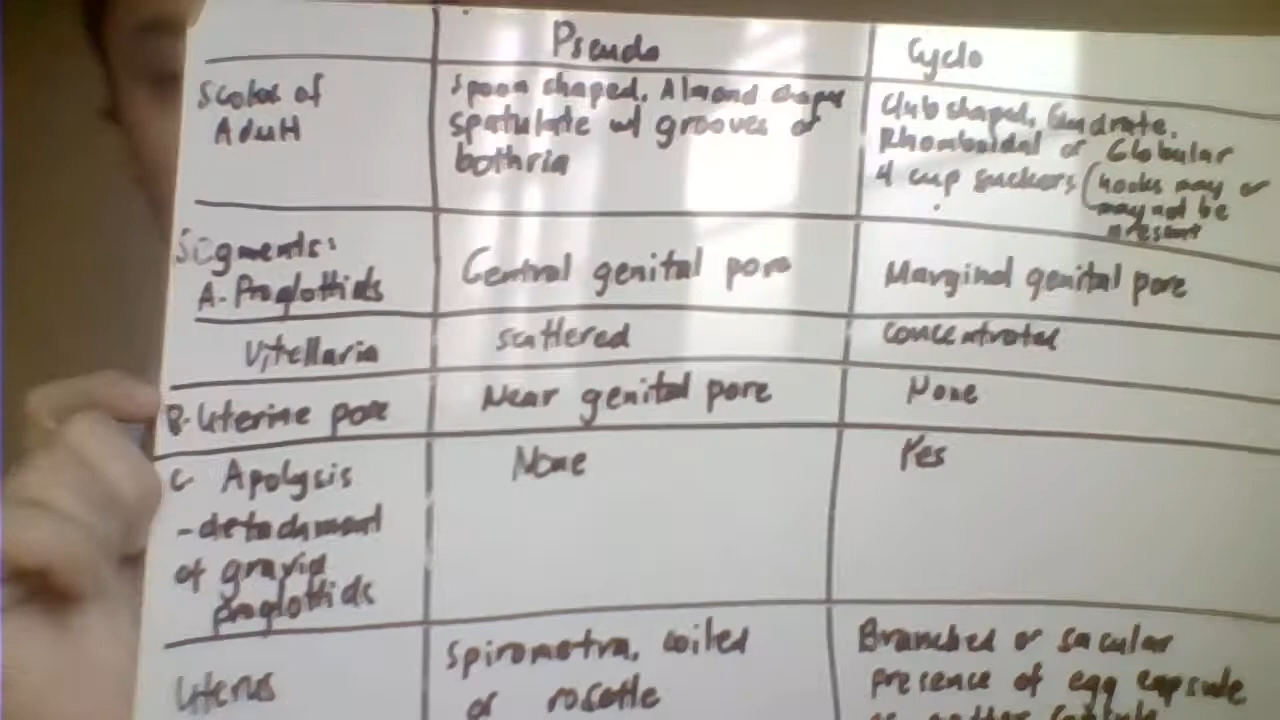 Pseudo
Cyclo
Scolex of
Adult
Spoon shaped, Almond shaped
spatulate w/ grooves or
bothria
Club shaped, Quadrate,
Rhomboidal or Globular
4 cup suckers (hooks may or
may not be
present
Segments:
A- Proglottids
Central genital pore
Marginal genital pore
Vitellaria
scattered
concentrated
B- Uterine pore
Near genital pore
None
C Apolysis
-detachment
of gravid
proglottids
None
Yes
Uterus
Spirometra, coiled
or rosette
Branched or sacular
presence of egg capsule